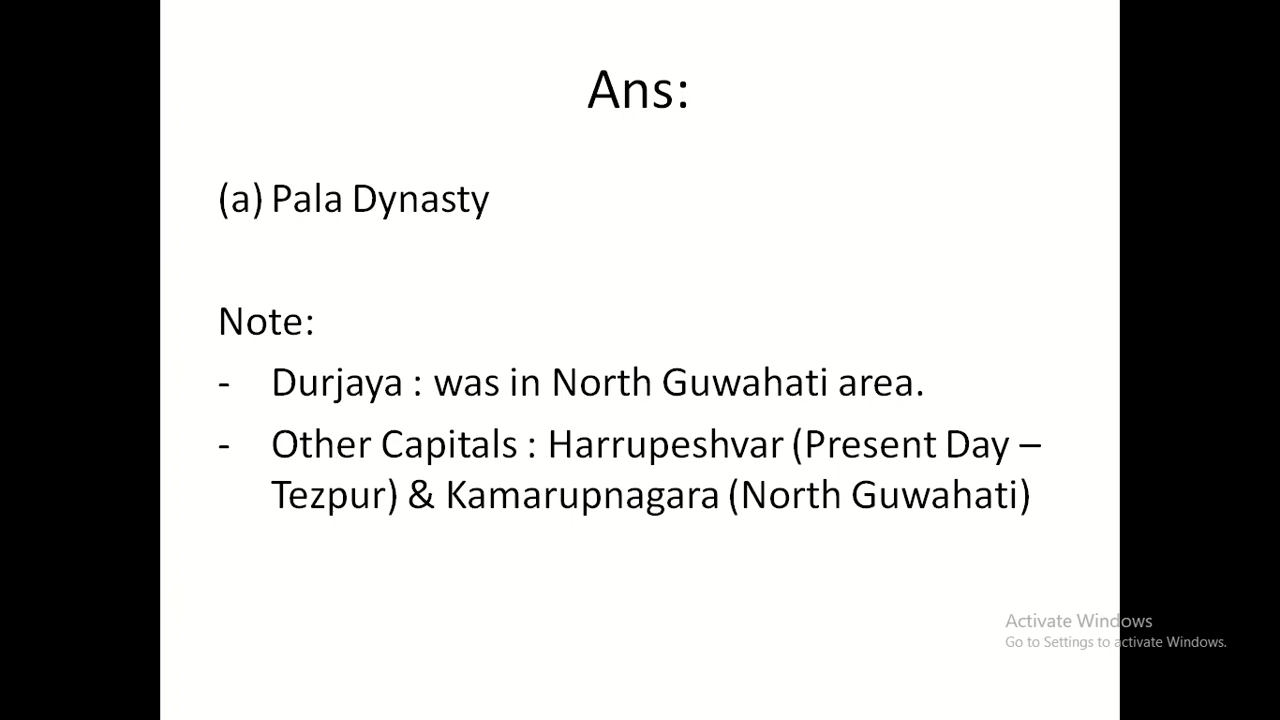 Ans:
(a) Pala Dynasty
Note:
- Durjaya : was in North Guwahati area.
- Other Capitals : Harrupeshvar (Present Day –
Tezpur) & Kamarupnagara (North Guwahati)
Activate Windows
Go to Settings to activate Windows.